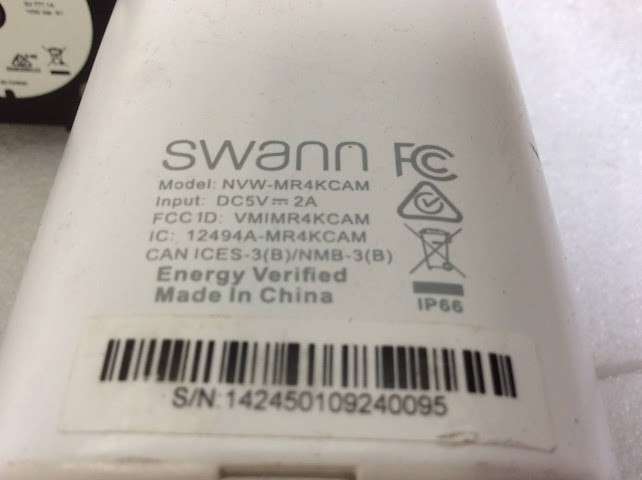 swann FC
Model: NVW-MR4KCAM
Input: DC5V⎓2A
FCC ID: VMIMR4KCAM
IC: 12494A-MR4KCAM
CAN ICES-3(B)/NMB-3(B)
Energy Verified
Made In China
IP66
S/N:142450109240095